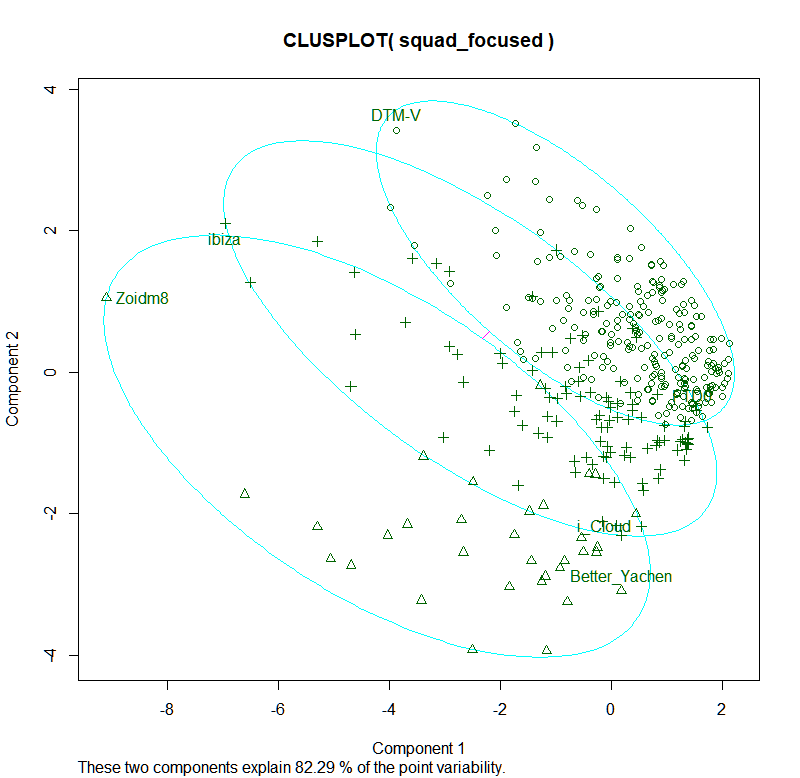 CLUSPLOT( squad_focused )
4
DTM-V
2
ibiza
Zoidm8
Component 2
0
-2
i_Cloud
Better_Yachen
-4
-8 -6 -4 -2 0 2
Component 1
These two components explain 82.29 % of the point variability.